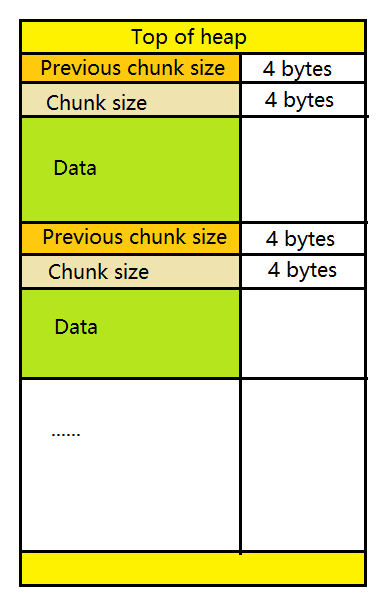 Top of heap
Previous chunk size 4 bytes
Chunk size 4 bytes
Data
Previous chunk size 4 bytes
Chunk size 4 bytes
Data
......